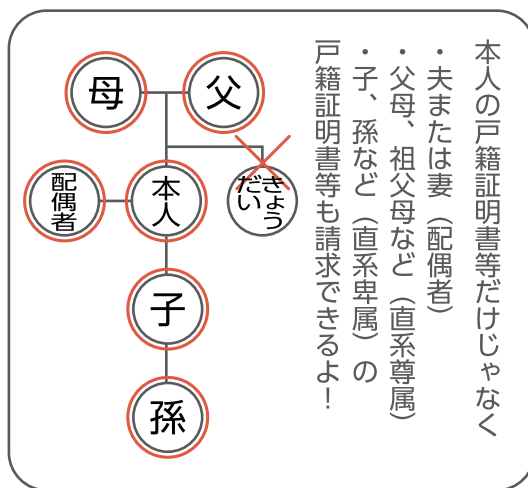 本人の戸籍証明書等だけじゃなく
・夫または妻（配偶者）
・父母、祖父母など（直系尊属）
・子、孫など（直系卑属）の
戸籍証明書等も請求できるよ！
母
父
配偶者
本人
きょう
だい
子
孫